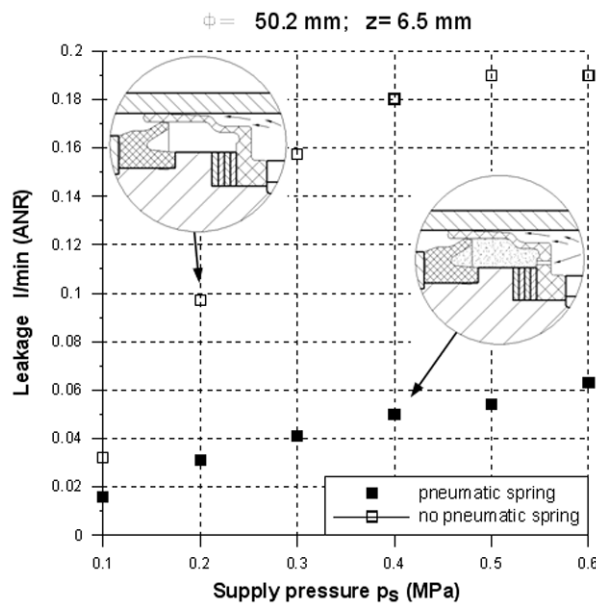 ϕ = 50.2 mm; z= 6.5 mm
Leakage l/min (ANR)
0.2
0.18
0.16
0.14
0.12
0.1
0.08
0.06
0.04
0.02
0
0.1 0.2 0.3 0.4 0.5 0.6
Supply pressure pS (MPa)
pneumatic spring
no pneumatic spring